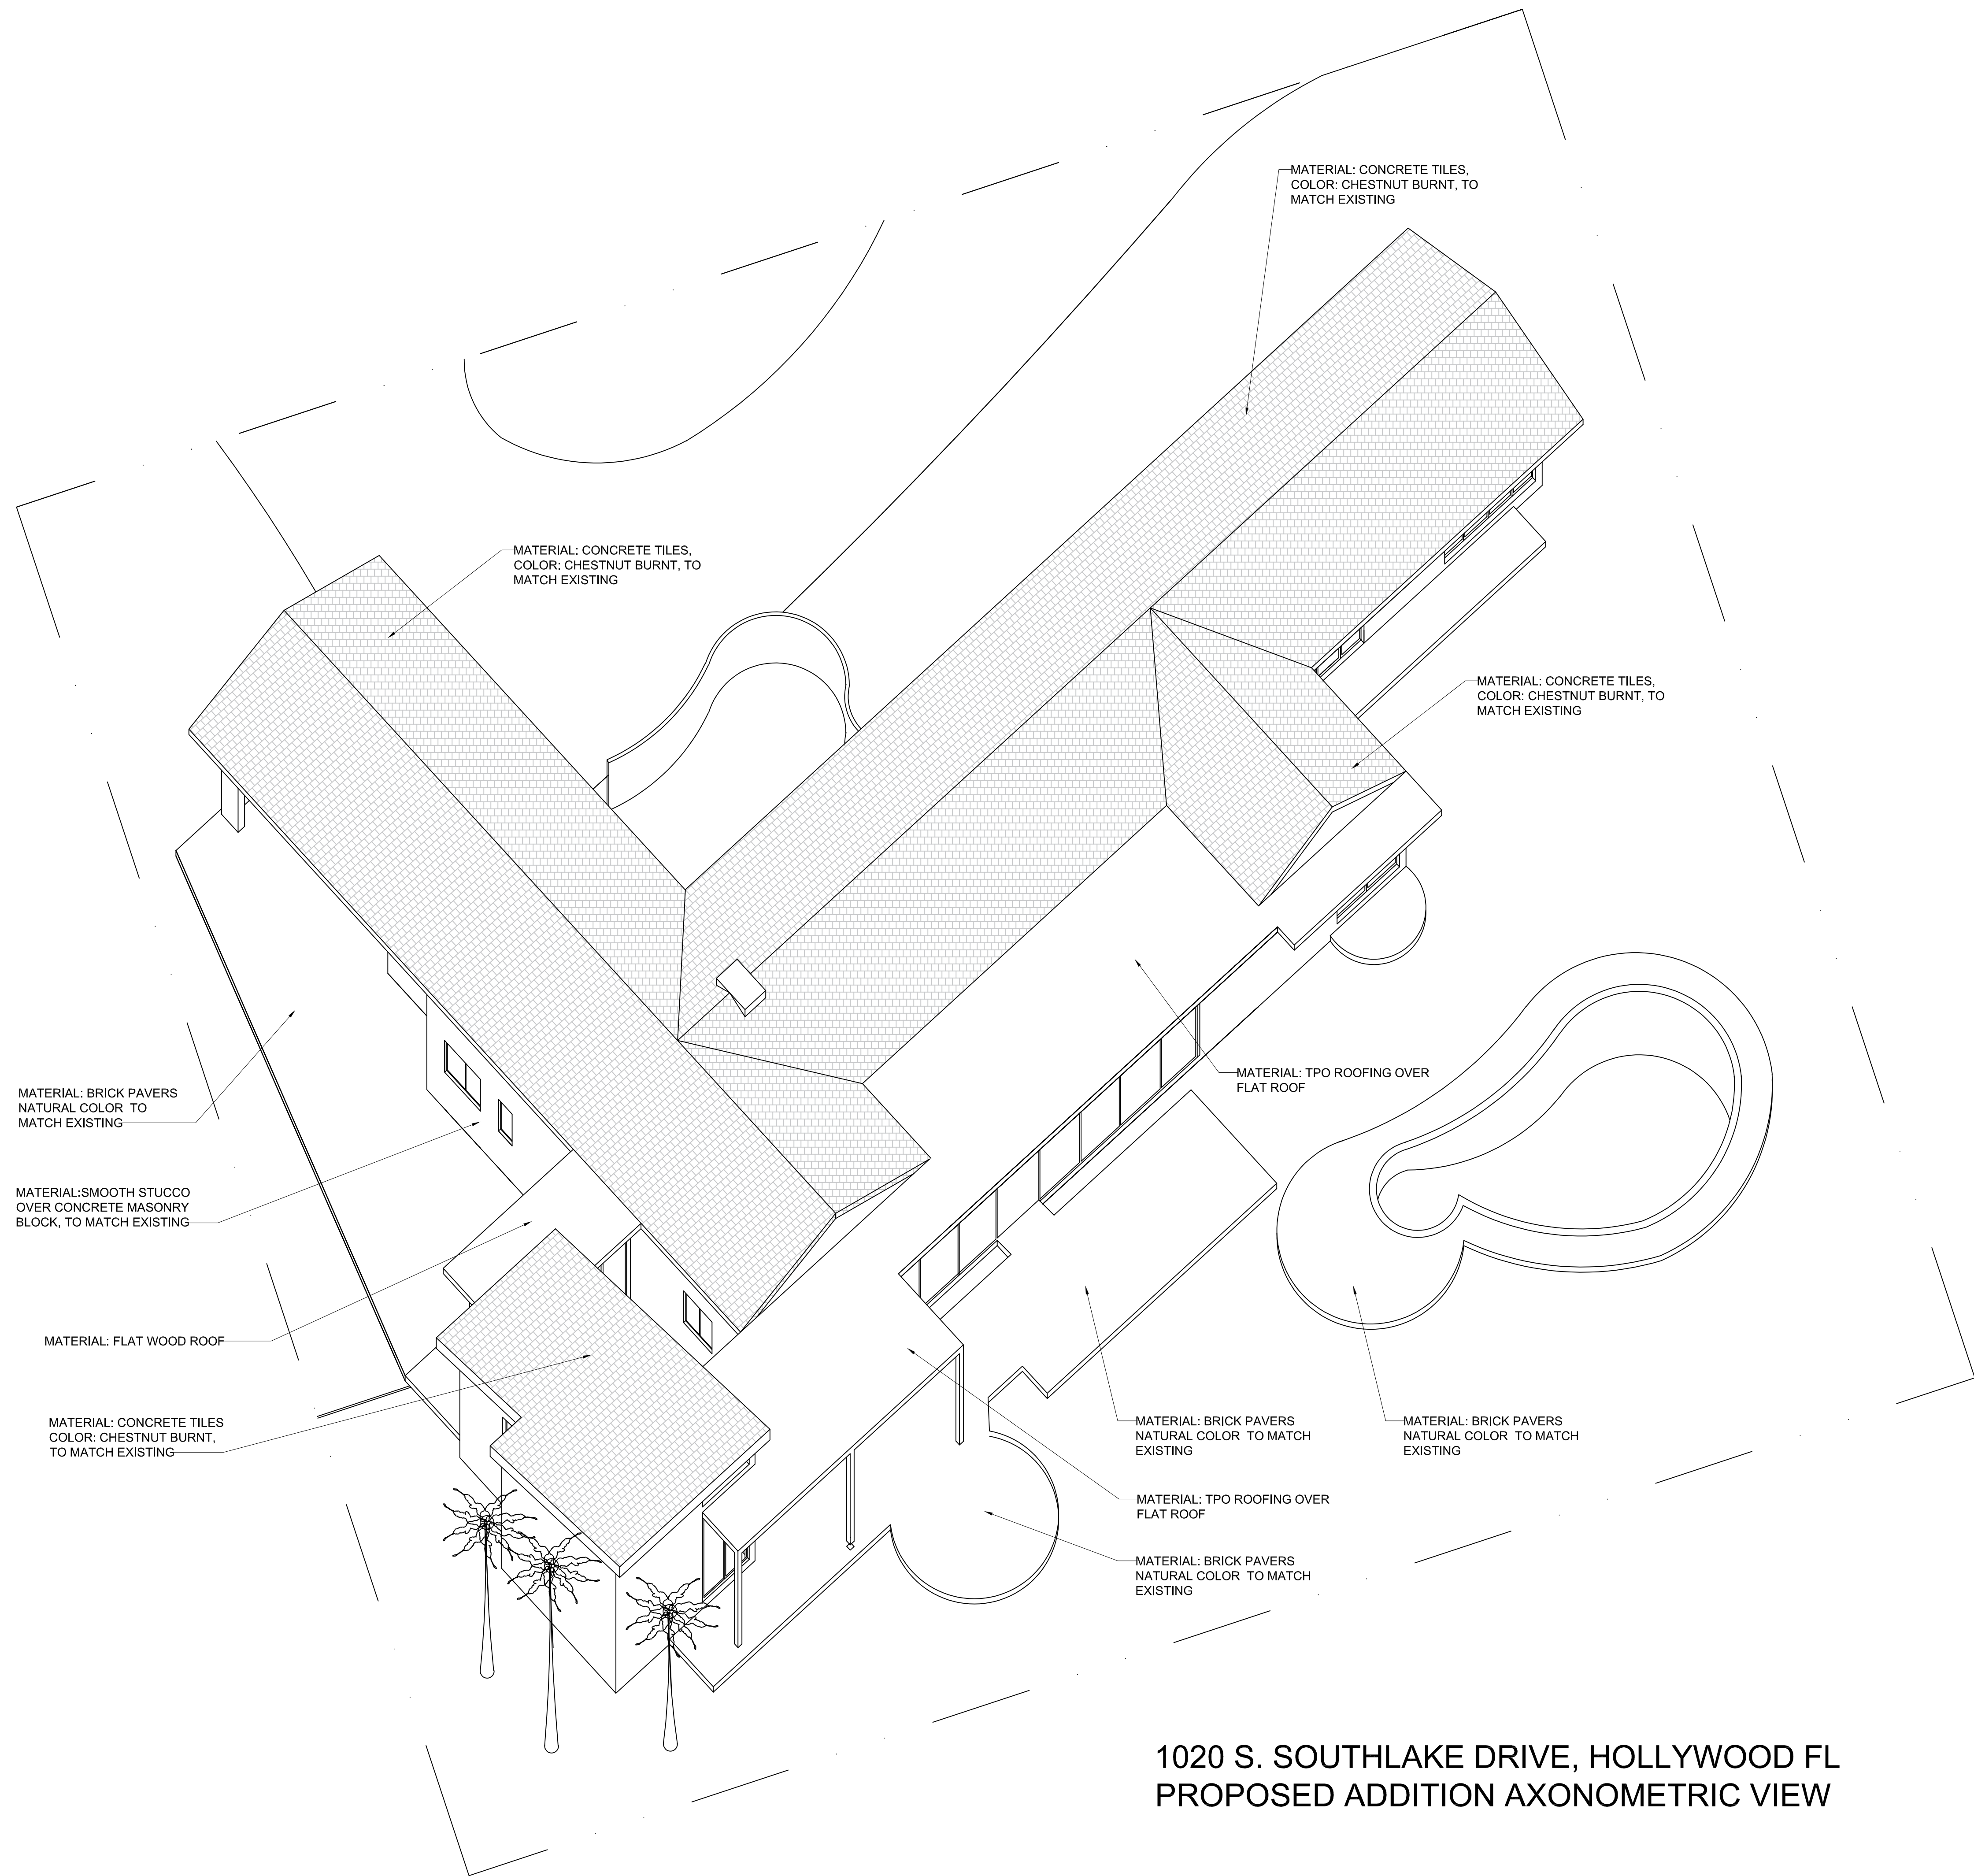 MATERIAL: CONCRETE TILES,
COLOR: CHESTNUT BURNT, TO
MATCH EXISTING
MATERIAL: CONCRETE TILES,
COLOR: CHESTNUT BURNT, TO
MATCH EXISTING
MATERIAL: CONCRETE TILES,
COLOR: CHESTNUT BURNT, TO
MATCH EXISTING
MATERIAL: TPO ROOFING OVER
FLAT ROOF
MATERIAL: BRICK PAVERS
NATURAL COLOR TO
MATCH EXISTING
MATERIAL:SMOOTH STUCCO
OVER CONCRETE MASONRY
BLOCK, TO MATCH EXISTING
MATERIAL: FLAT WOOD ROOF
MATERIAL: CONCRETE TILES
COLOR: CHESTNUT BURNT,
TO MATCH EXISTING
MATERIAL: BRICK PAVERS
NATURAL COLOR TO MATCH
EXISTING
MATERIAL: BRICK PAVERS
NATURAL COLOR TO MATCH
EXISTING
MATERIAL: TPO ROOFING OVER
FLAT ROOF
MATERIAL: BRICK PAVERS
NATURAL COLOR TO MATCH
EXISTING
1020 S. SOUTHLAKE DRIVE, HOLLYWOOD FL
PROPOSED ADDITION AXONOMETRIC VIEW